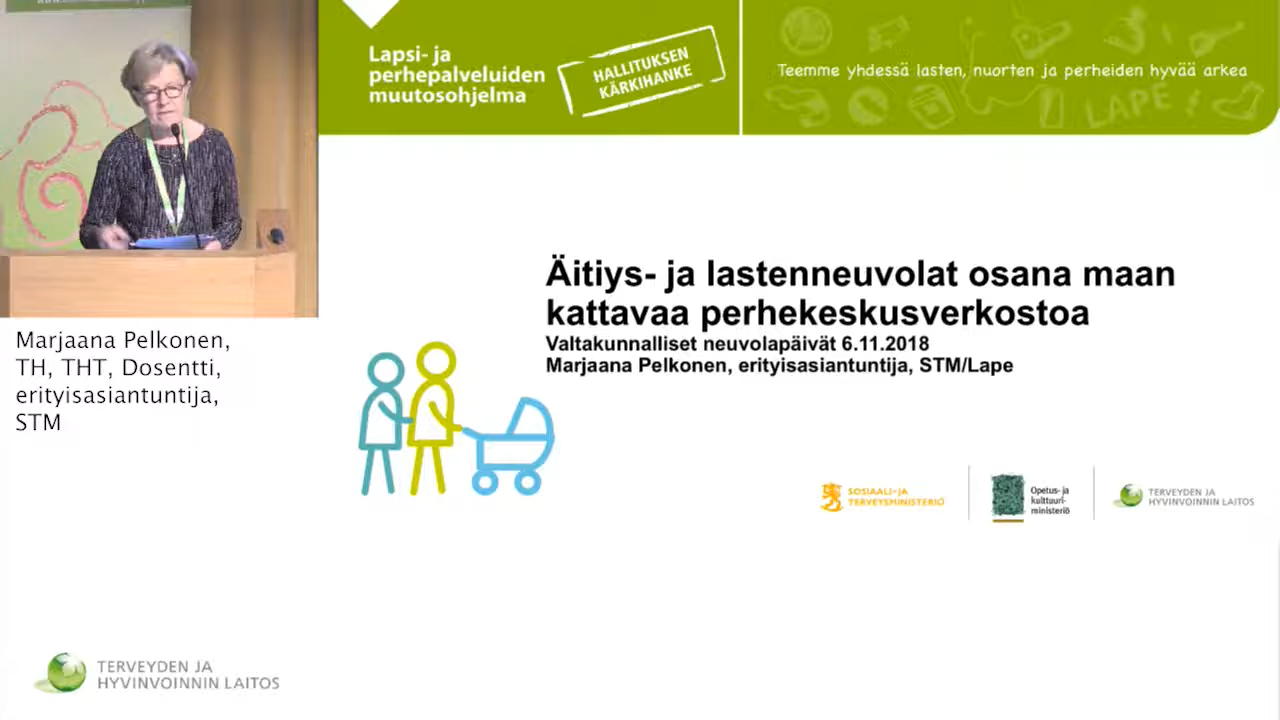 Lapsi- ja
perhepalveluiden
muutosohjelma
HALLITUKSEN
KÄRKIHANKE
Teemme yhdessä lasten, nuorten ja perheiden hyvää arkea
LAPE
Äitiys- ja lastenneuvolat osana maan
kattavaa perhekeskusverkostoa
Valtakunnalliset neuvolapäivät 6.11.2018
Marjaana Pelkonen, erityisasiantuntija, STM/Lape
Marjaana Pelkonen,
TH, THT, Dosentti,
erityisasiantuntija,
STM
SOSIAALI- JA
TERVEYSMINISTERIÖ
Opetus- ja
kulttuuri-
ministeriö
TERVEYDEN JA
HYVINVOINNIN LAITOS
TERVEYDEN JA
HYVINVOINNIN LAITOS